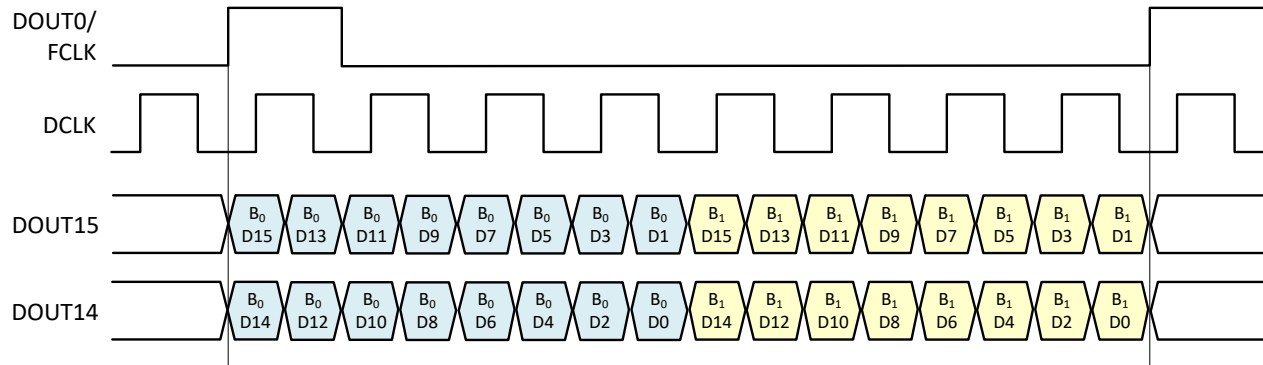 DOUT0/
FCLK
DCLK
DOUT15
B0 B0 B0 B0 B0 B0 B0 B0 B1 B1 B1 B1 B1 B1 B1 B1
D15 D13 D11 D9 D7 D5 D3 D1 D15 D13 D11 D9 D7 D5 D3 D1
DOUT14
B0 B0 B0 B0 B0 B0 B0 B0 B1 B1 B1 B1 B1 B1 B1 B1
D14 D12 D10 D8 D6 D4 D2 D0 D14 D12 D10 D8 D6 D4 D2 D0